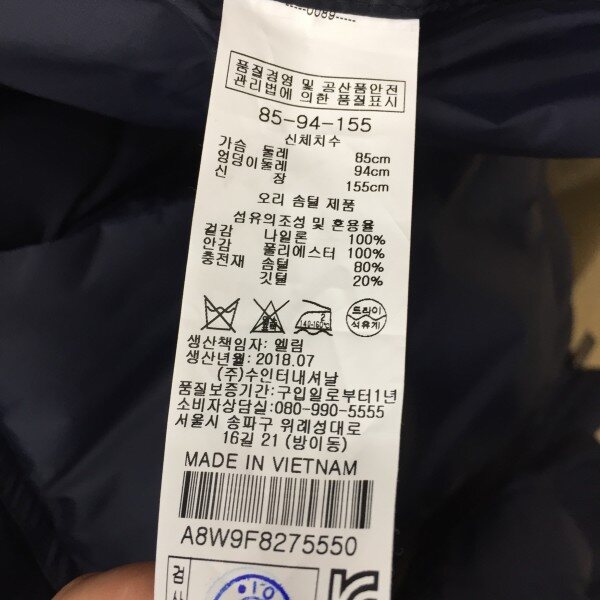 0089
품질경영 및 공산품안전
관리법에 의한 품질표시
85-94-155
신체치수
가슴 둘레 85cm
엉덩이둘레 94cm
신 장 155cm
오리 솜털 제품
섬유의조성 및 혼용율
겉감 나일론 100%
안감 폴리에스터 100%
충전재 솜털 80%
깃털 20%
드라이
석유계
생산책임자: 엘림
생산년월: 2018.07
(주)수인터내셔날
품질보증기간:구입일로부터1년
소비자상담실:080-990-5555
서울시 송파구 위례성대로
16길 21 (방이동)
MADE IN VIETNAM
A8W9F8275550
검